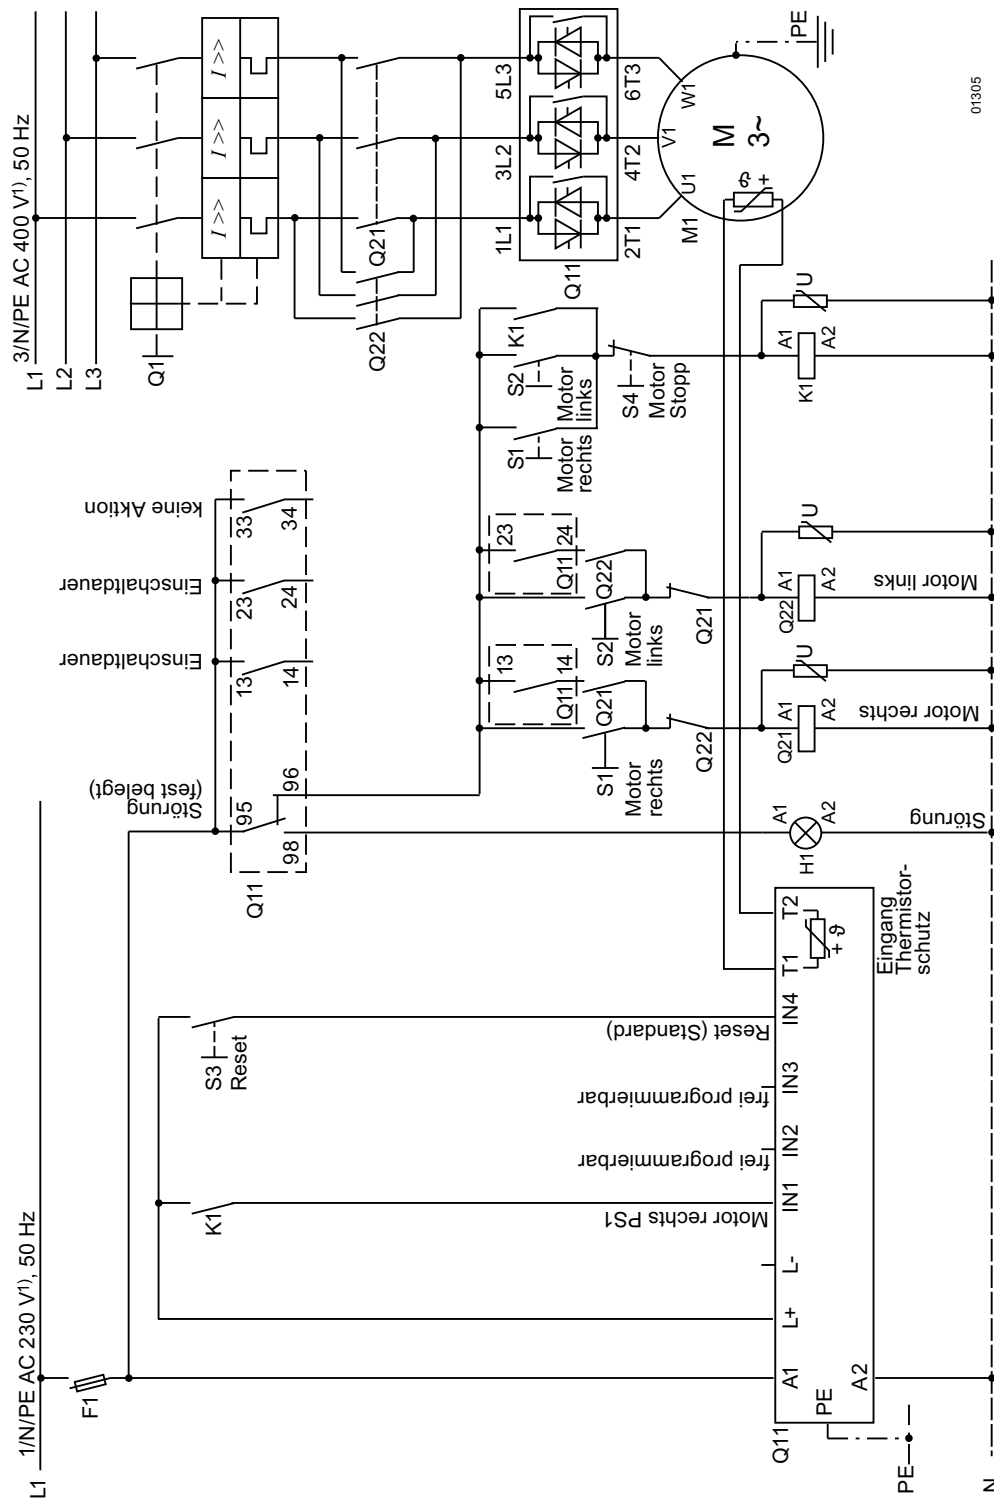 1/N/PE AC 230 V1), 50 Hz
L1
F1
3/N/PE AC 400 V1), 50 Hz
L1
L2
L3
Q1
I >>
I >>
I >>
Q21
Q22
1L1
3L2
5L3
Q11
2T1
4T2
6T3
U1
V1
W1
M1
M
3~
+ ϑ
PE
01305
Q11
95
96
98
13
14
23
24
33
34
Störung
(fest belegt)
Einschaltdauer
Einschaltdauer
keine Aktion
K1
S3
Reset
S1
Motor
rechts
Q11
13
14
Q21
Q22
S2
Motor
links
Q11
23
24
Q22
Q21
S1
Motor
rechts
S2
Motor
links
K1
S4
Motor
Stopp
H1
A1
A2
Störung
Q21
A1
A2
U
Motor rechts
Q22
A1
A2
U
Motor links
K1
A1
A2
U
Motor rechts PS1
frei programmierbar
frei programmierbar
Reset (Standard)
Q11
A1
L+
L-
IN1
IN2
IN3
IN4
T1
T2
+ ϑ
PE
A2
Eingang
Thermistor-
schutz
PE
N